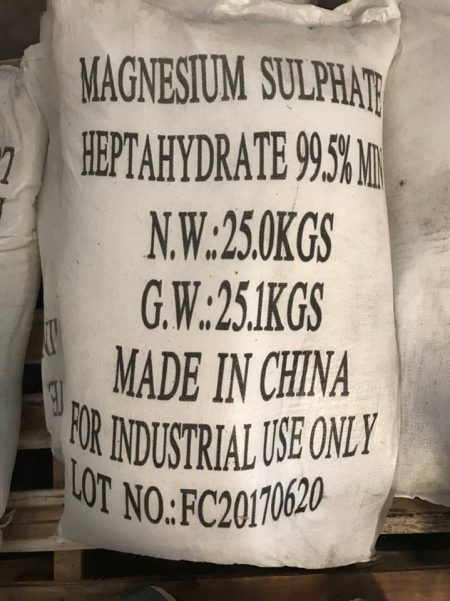 MAGNESIUM SULPHATE
HEPTAHYDRATE 99.5% MIN
N.W.:25.0KGS
G.W.:25.1KGS
MADE IN CHINA
FOR INDUSTRIAL USE ONLY
LOT NO.:FC20170620